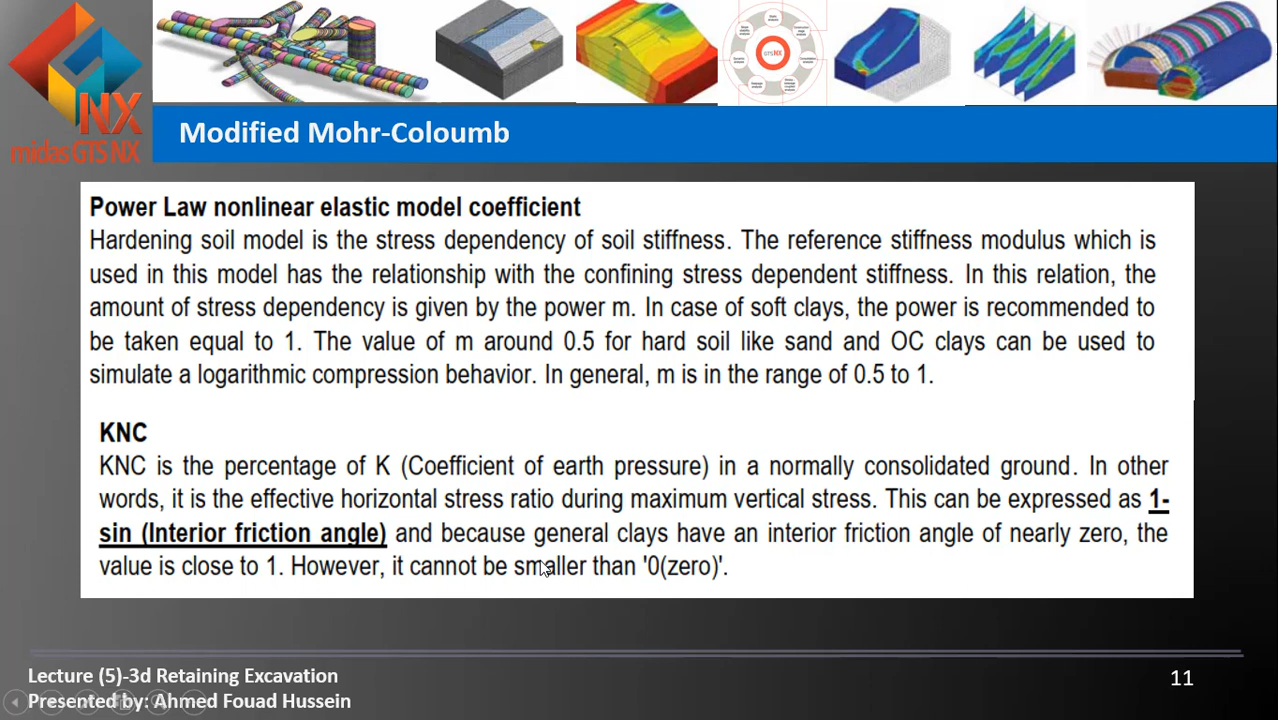 GTS NX
NX
midas GTS NX
Modified Mohr-Coloumb
Power Law nonlinear elastic model coefficient
Hardening soil model is the stress dependency of soil stiffness. The reference stiffness modulus which is
used in this model has the relationship with the confining stress dependent stiffness. In this relation, the
amount of stress dependency is given by the power m. In case of soft clays, the power is recommended to
be taken equal to 1. The value of m around 0.5 for hard soil like sand and OC clays can be used to
simulate a logarithmic compression behavior. In general, m is in the range of 0.5 to 1.
KNC
KNC is the percentage of K (Coefficient of earth pressure) in a normally consolidated ground. In other
words, it is the effective horizontal stress ratio during maximum vertical stress. This can be expressed as 1-
sin (Interior friction angle) and because general clays have an interior friction angle of nearly zero, the
value is close to 1. However, it cannot be smaller than '0(zero)'.
Lecture (5)-3d Retaining Excavation
11
Presented by: Ahmed Fouad Hussein